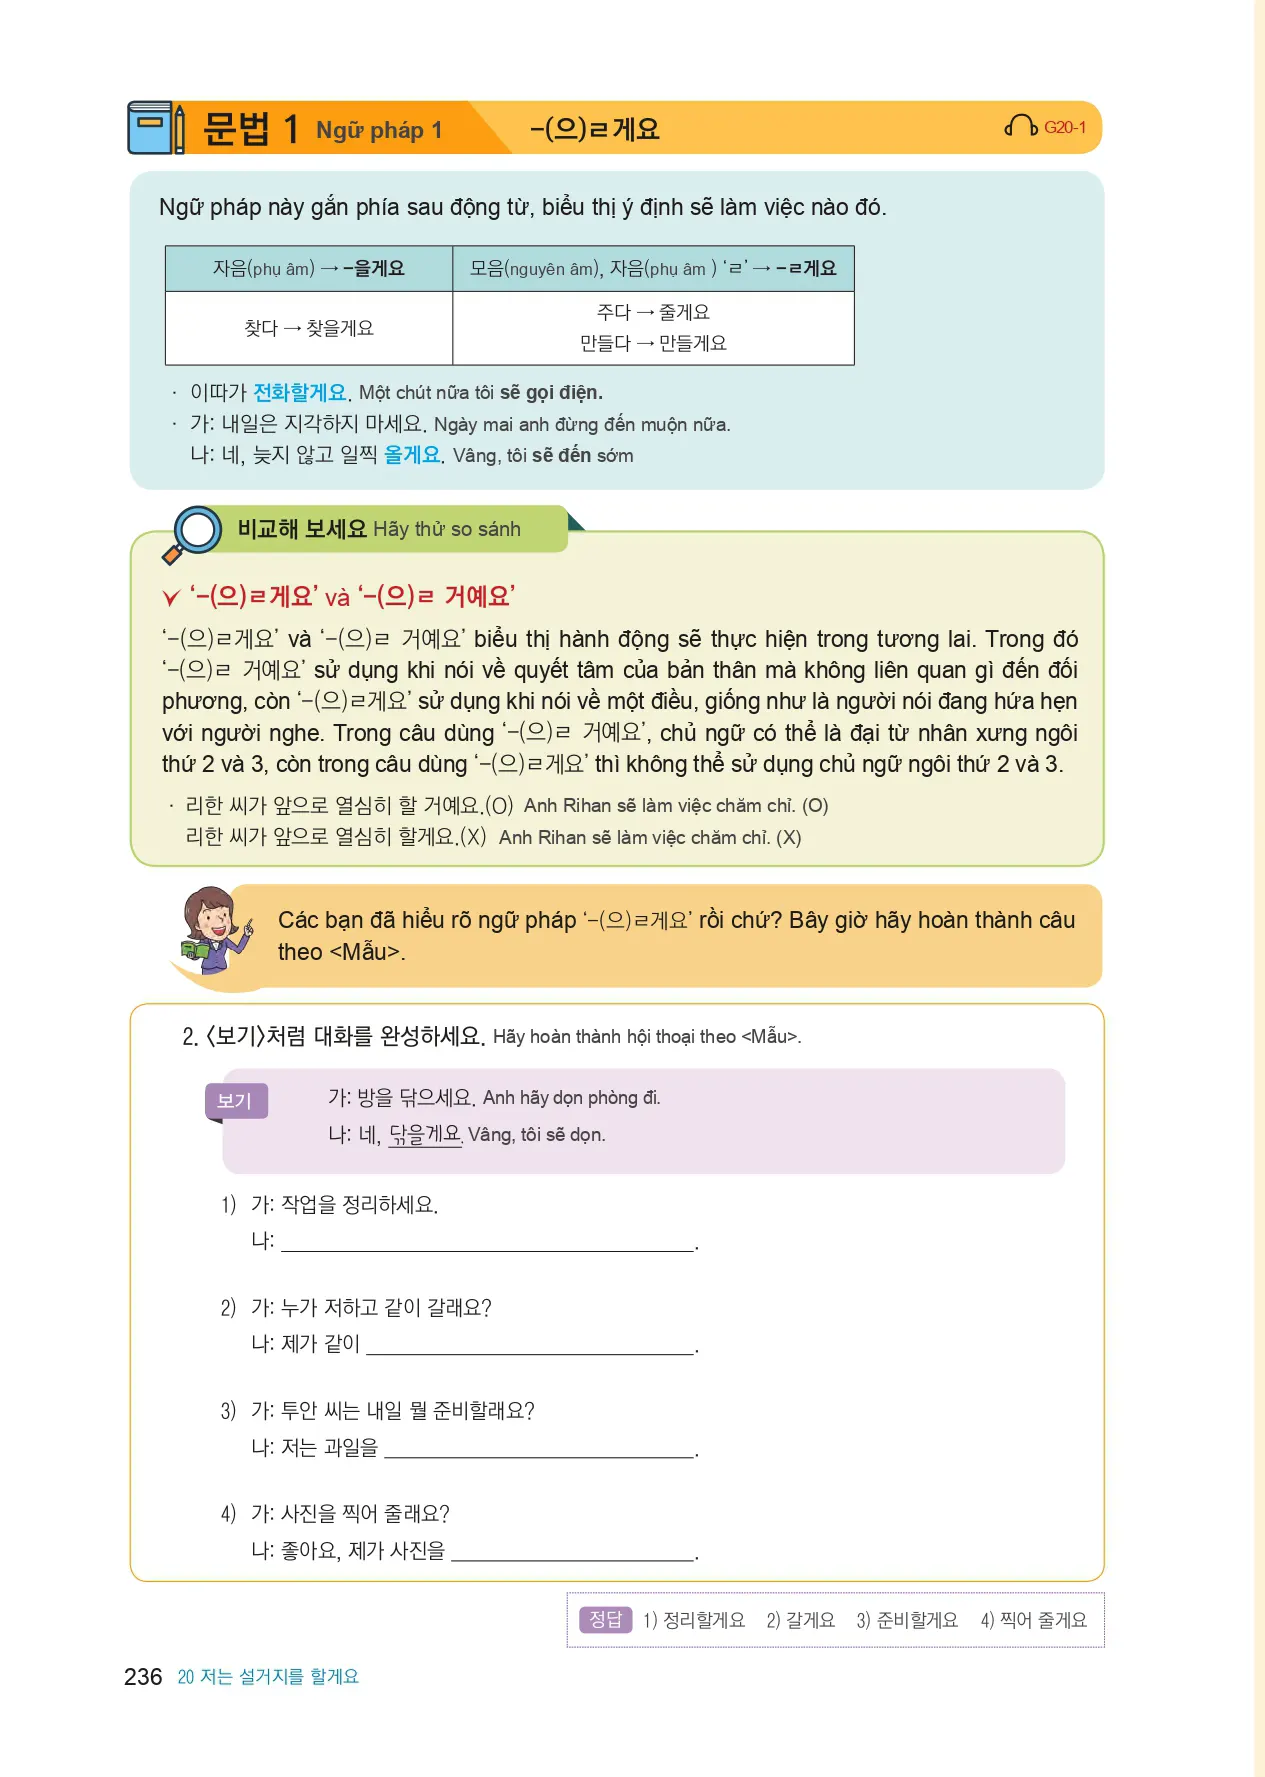 문법 1 Ngữ pháp 1 -(으)ㄹ게요 G20-1
Ngữ pháp này gắn phía sau động từ, biểu thị ý định sẽ làm việc nào đó.
자음(phụ âm) → -을게요 모음(nguyên âm), 자음(phụ âm ) ‘ㄹ’ → -ㄹ게요
찾다 → 찾을게요
주다 → 줄게요
만들다 → 만들게요
· 이따가 전화할게요. Một chút nữa tôi sẽ gọi điện.
· 가: 내일은 지각하지 마세요. Ngày mai anh đừng đến muộn nữa.
나: 네, 늦지 않고 일찍 올게요. Vâng, tôi sẽ đến sớm
비교해 보세요 Hãy thử so sánh
‘-(으)ㄹ게요’ và ‘-(으)ㄹ 거예요’
‘-(으)ㄹ게요’ và ‘-(으)ㄹ 거예요’ biểu thị hành động sẽ thực hiện trong tương lai. Trong đó
‘-(으)ㄹ 거예요’ sử dụng khi nói về quyết tâm của bản thân mà không liên quan gì đến đối
phương, còn ‘-(으)ㄹ게요’ sử dụng khi nói về một điều, giống như là người nói đang hứa hẹn
với người nghe. Trong câu dùng ‘-(으)ㄹ 거예요’, chủ ngữ có thể là đại từ nhân xưng ngôi
thứ 2 và 3, còn trong câu dùng ‘-(으)ㄹ게요’ thì không thể sử dụng chủ ngữ ngôi thứ 2 và 3.
· 리한 씨가 앞으로 열심히 할 거예요.(O) Anh Rihan sẽ làm việc chăm chỉ. (O)
리한 씨가 앞으로 열심히 할게요.(X) Anh Rihan sẽ làm việc chăm chỉ. (X)
Các bạn đã hiểu rõ ngữ pháp ‘-(으)ㄹ게요’ rồi chứ? Bây giờ hãy hoàn thành câu
theo <Mẫu>.
2. 〈보기〉처럼 대화를 완성하세요. Hãy hoàn thành hội thoại theo <Mẫu>.
보기 가: 방을 닦으세요. Anh hãy dọn phòng đi.
나: 네, 닦을게요. Vâng, tôi sẽ dọn.
1) 가: 작업을 정리하세요.
나: ____________________.
2) 가: 누가 저하고 같이 갈래요?
나: 제가 같이 ____________________.
3) 가: 투안 씨는 내일 뭘 준비할래요?
나: 저는 과일을 ____________________.
4) 가: 사진을 찍어 줄래요?
나: 좋아요, 제가 사진을 ____________________.
정답 1) 정리할게요 2) 갈게요 3) 준비할게요 4) 찍어 줄게요
236 20 저는 설거지를 할게요